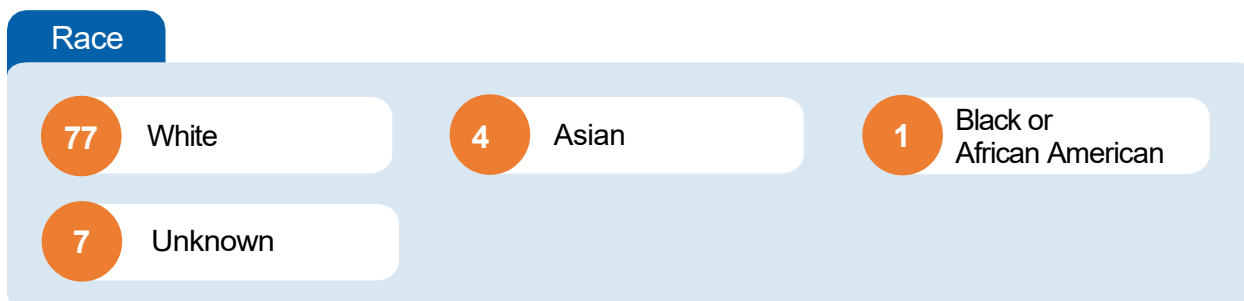 Race
77 White
4 Asian
1 Black or
African American
7 Unknown